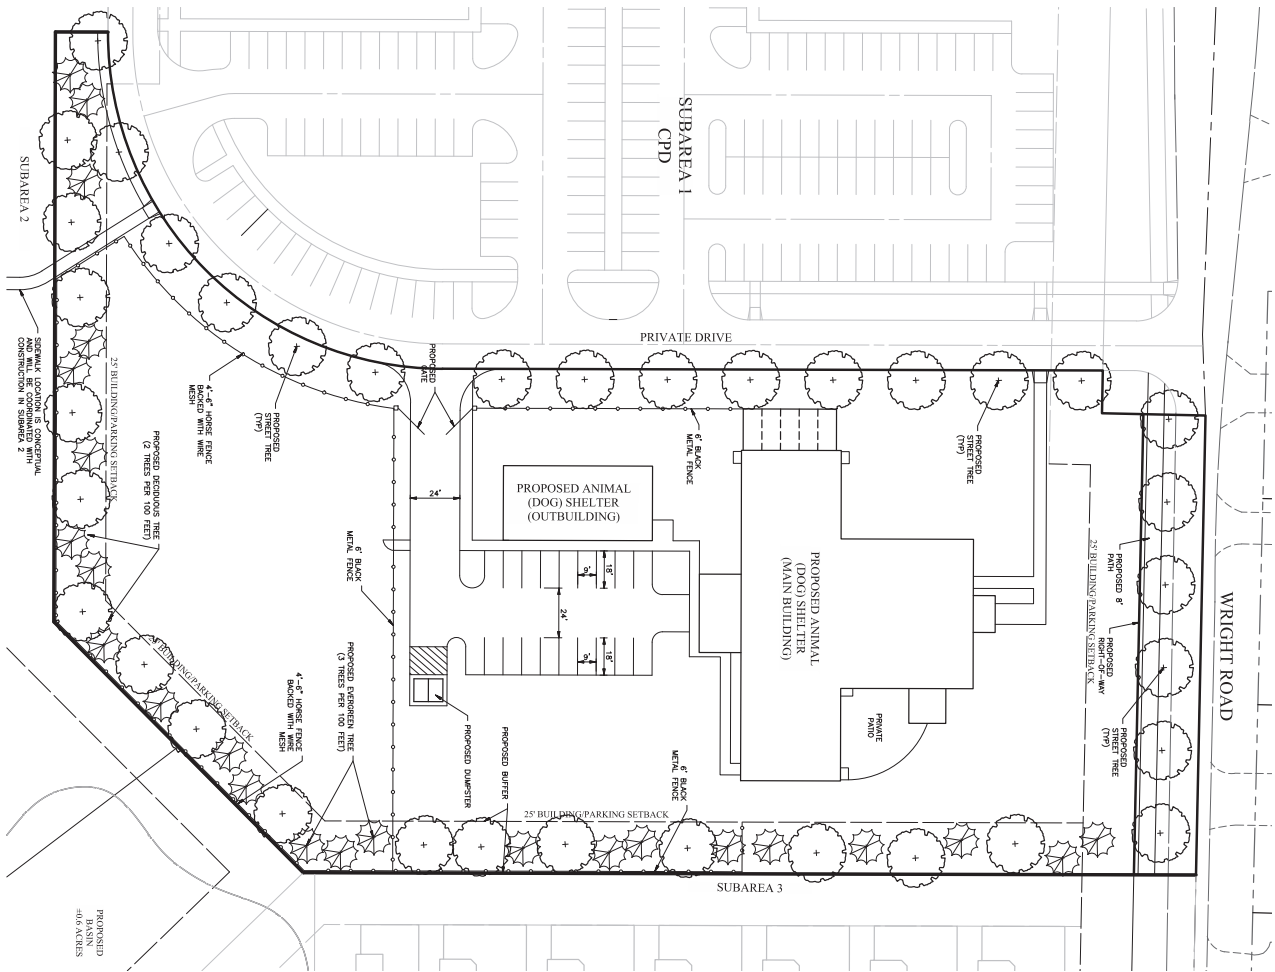 SUBAREA 1
CPD
PRIVATE DRIVE
SUBAREA 2
SIDEWALK LOCATION IS CONCEPTUAL
AND WILL BE COORDINATED WITH
CONSTRUCTION IN SUBAREA 2
25' BUILDING/PARKING SETBACK
PROPOSED DECIDUOUS TREE
(2 TREES PER 100 FEET)
4"-6" HORSE FENCE
BACKED WITH WIRE
MESH
PROPOSED
STREET TREE
(TYP)
PROPOSED
GATE
24'
6' BLACK
METAL FENCE
PROPOSED ANIMAL
(DOG) SHELTER
(OUTBUILDING)
6' BLACK
METAL FENCE
18'
9'
24'
9'
18'
PROPOSED ANIMAL
(DOG) SHELTER
(MAIN BUILDING)
PRIVATE
PATIO
PROPOSED
STREET TREE
(TYP)
25' BUILDING/PARKING SETBACK
PROPOSED 8'
PATH
PROPOSED
RIGHT-OF-WAY
PROPOSED
STREET TREE
(TYP)
WRIGHT ROAD
25' BUILDING/PARKING SETBACK
4"-6" HORSE FENCE
BACKED WITH WIRE
MESH
PROPOSED EVERGREEN TREE
(3 TREES PER 100 FEET)
PROPOSED DUMPSTER
PROPOSED BUFFER
6' BLACK
METAL FENCE
25' BUILDING/PARKING SETBACK
SUBAREA 3
PROPOSED
BASIN
±0.6 ACRES